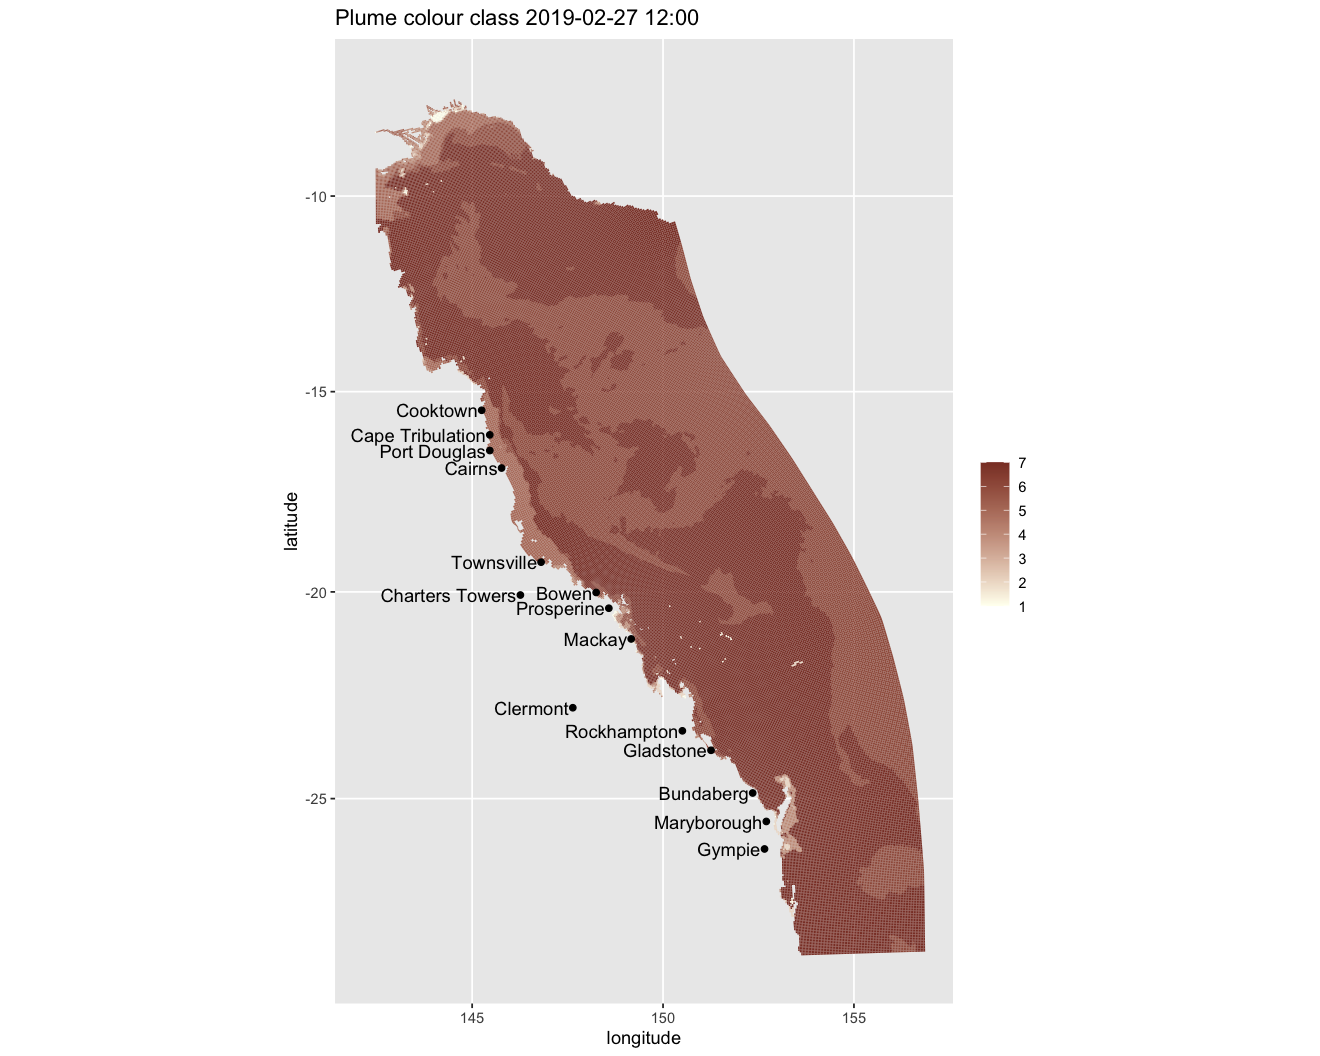 Plume colour class 2019-02-27 12:00
-10
-15
Cooktown
Cape Tribulation
Port Douglas
Cairns
7
6
5
4
3
2
1
latitude
Townsville
-20
Charters Towers
Bowen
Prosperine
Mackay
Clermont
Rockhampton
Gladstone
-25
Bundaberg
Maryborough
Gympie
145
150
155
longitude